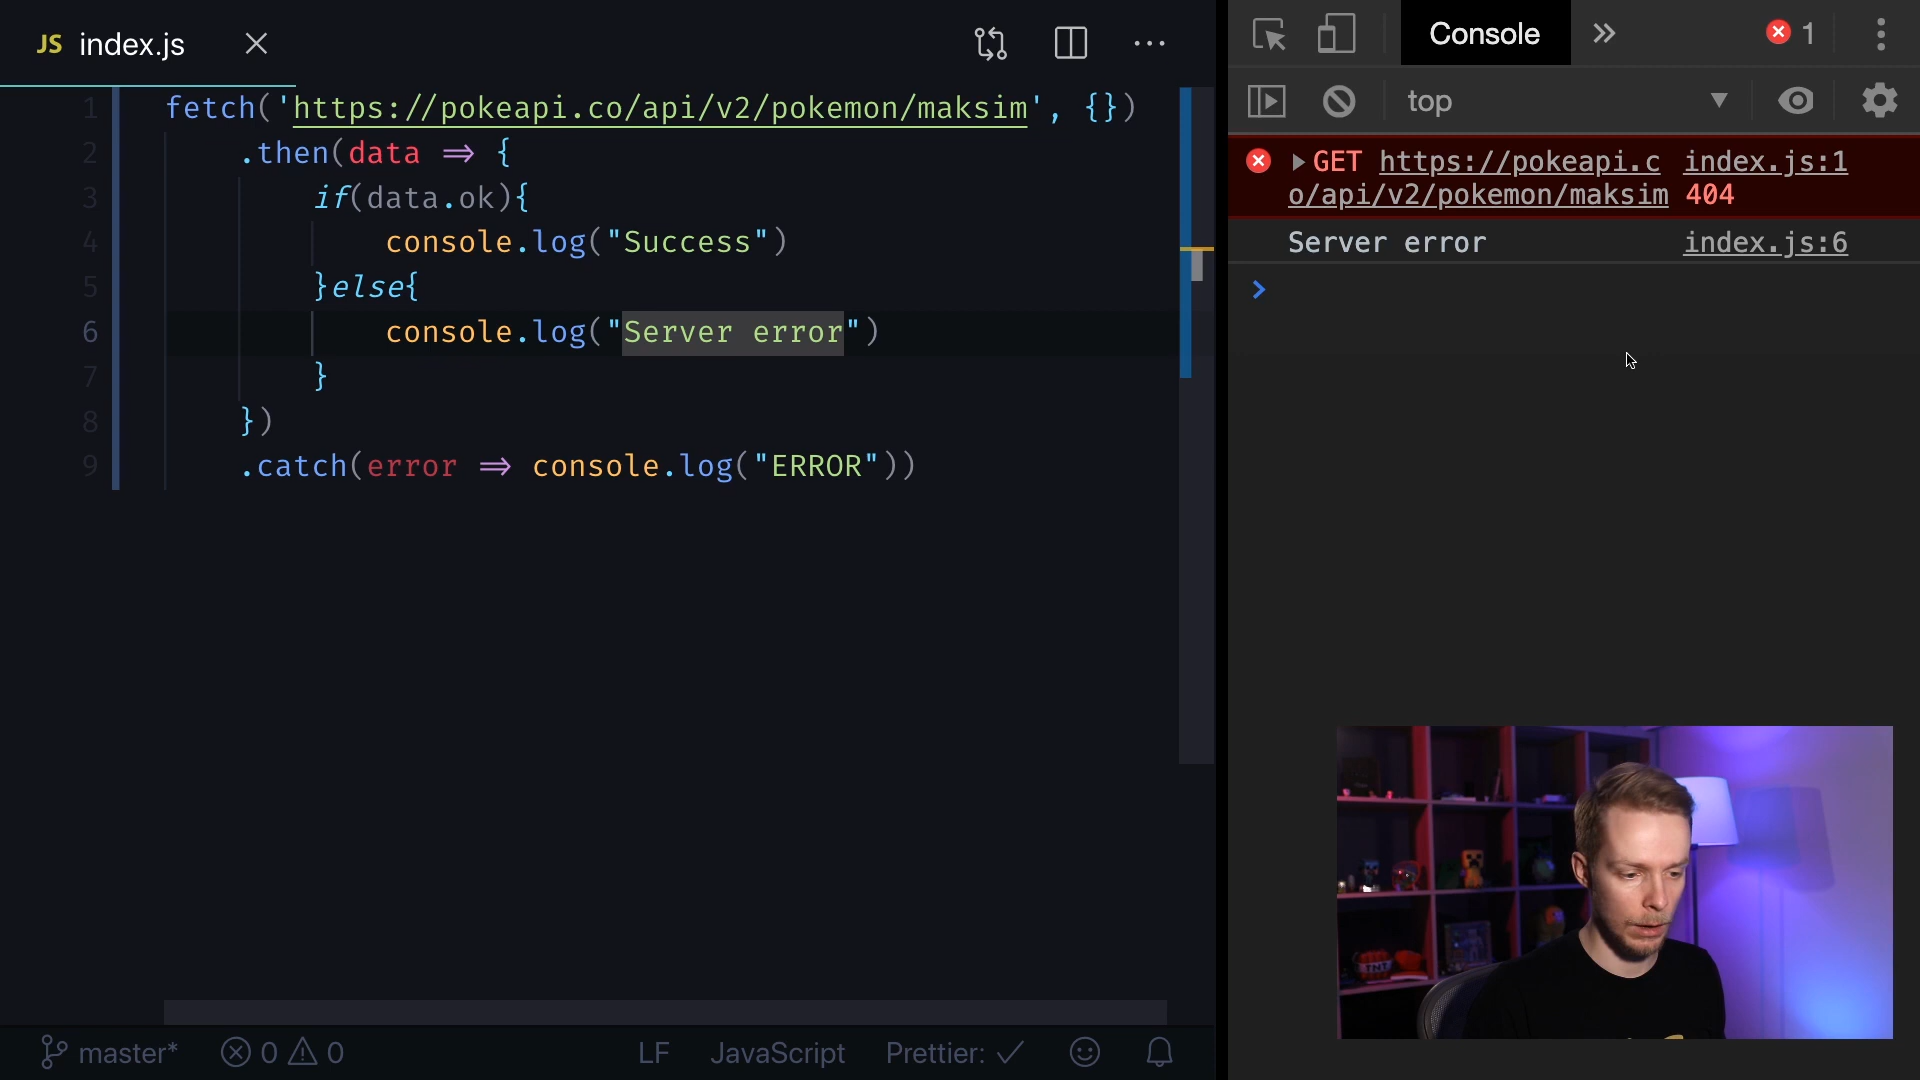 JS index.js
1 fetch('https://pokeapi.co/api/v2/pokemon/maksim', {})
2 .then(data => {
3 if(data.ok){
4 console.log("Success")
5 }else{
6 console.log("Server error")
7 }
8 })
9 .catch(error => console.log("ERROR"))
master* 0 0 LF JavaScript Prettier: ✓
Console » 1
top
GET https://pokeapi.c index.js:1
o/api/v2/pokemon/maksim 404
Server error index.js:6
>
TNT